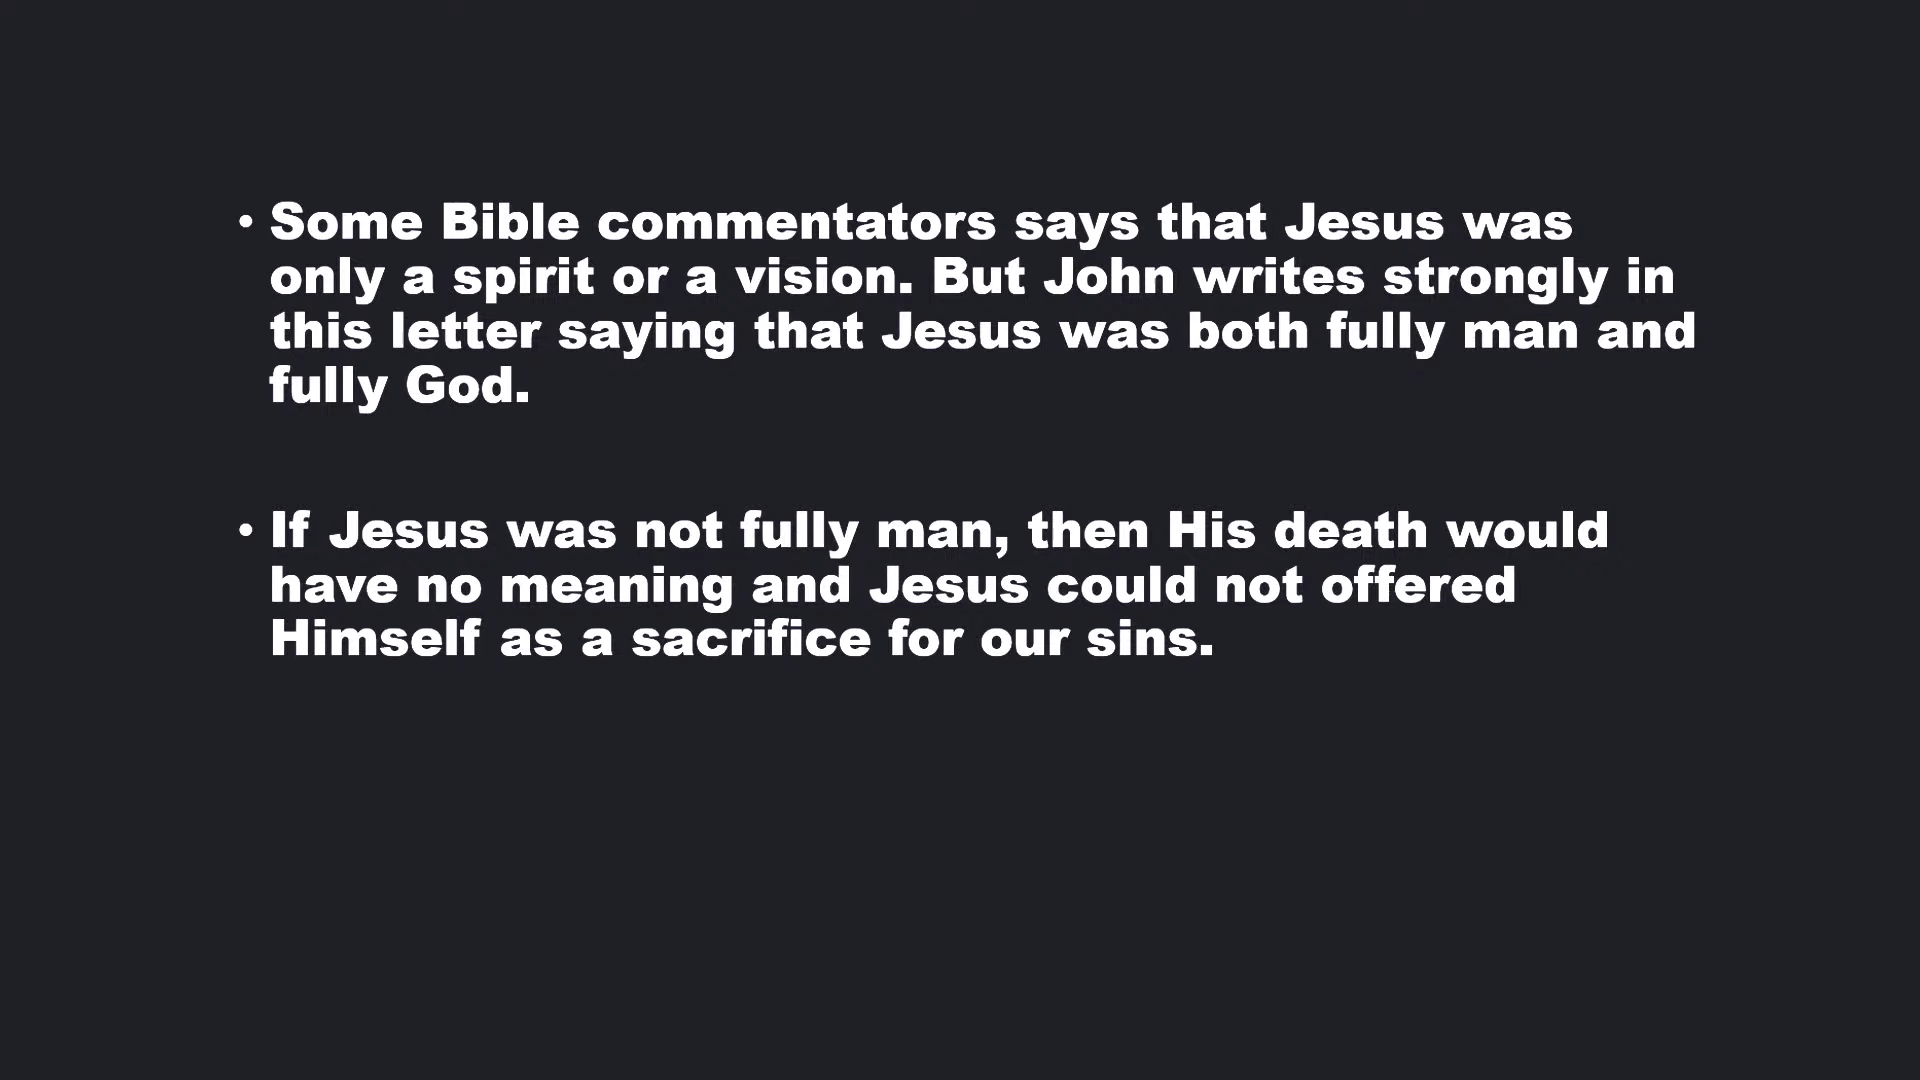 • Some Bible commentators says that Jesus was
only a spirit or a vision. But John writes strongly in
this letter saying that Jesus was both fully man and
fully God.
• If Jesus was not fully man, then His death would
have no meaning and Jesus could not offered
Himself as a sacrifice for our sins.